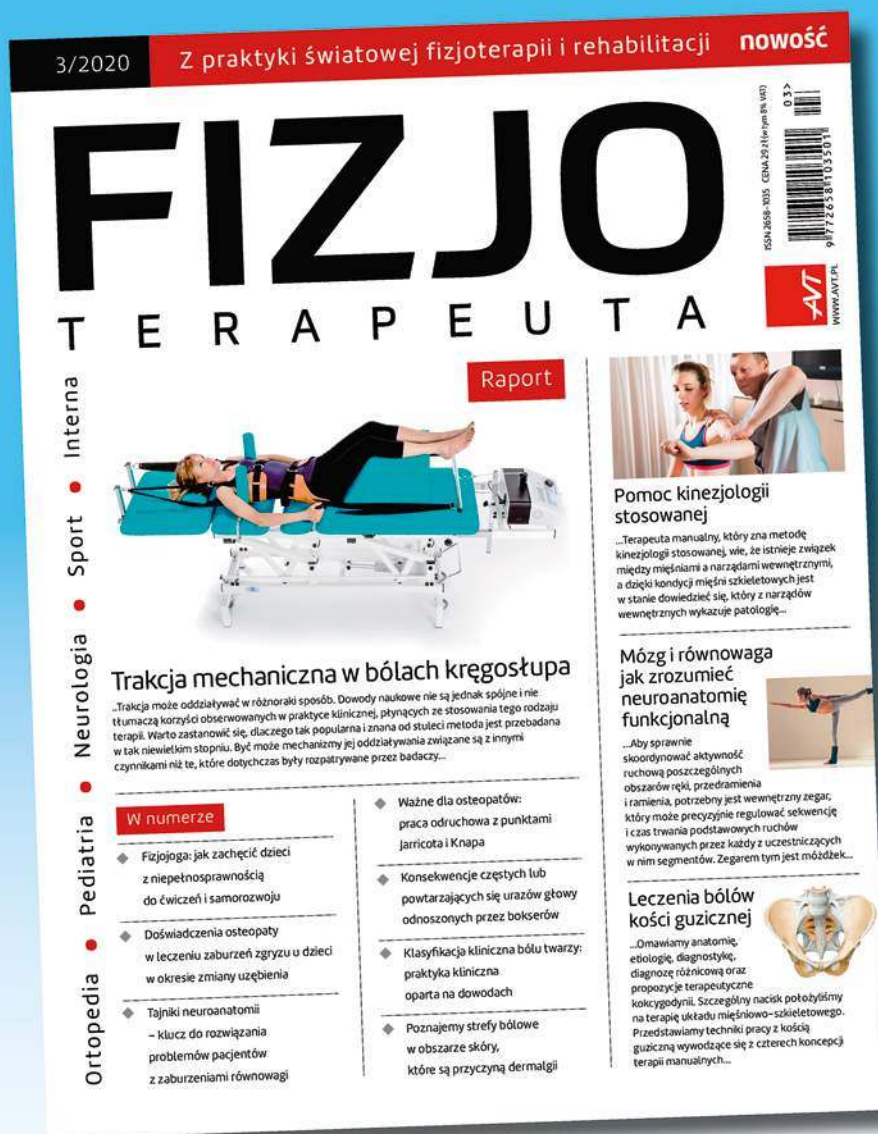 3/2020
Z praktyki światowej fizjoterapii i rehabilitacji
nowość
FIZJO
TERAPEUTA
ISSN 2658-1035 CENA 29 zł (w tym 8% VAT)
03>
9772658103501
AVT
WWW.AVT.PL
Ortopedia • Pediatria • Neurologia • Sport • Interna
Raport
Trakcja mechaniczna w bólach kręgosłupa
...Trakcja może oddziaływać w różnoraki sposób. Dowody naukowe nie są jednak spójne i nie
tłumaczą korzyści obserwowanych w praktyce klinicznej, płynących ze stosowania tego rodzaju
terapii. Warto zastanowić się, dlaczego tak popularna i znana od stuleci metoda jest przebadana
w tak niewielkim stopniu. Być może mechanizmy jej oddziaływania związane są z innymi
czynnikami niż te, które dotychczas były rozpatrywane przez badaczy...
W numerze
Fizjojoga: jak zachęcić dzieci
z niepełnosprawnością
do ćwiczeń i samorozwoju
Doświadczenia osteopaty
w leczeniu zaburzeń zgryzu u dzieci
w okresie zmiany uzębienia
Tajniki neuroanatomii
– klucz do rozwiązania
problemów pacjentów
z zaburzeniami równowagi
Ważne dla osteopatów:
praca odruchowa z punktami
Jarricota i Knapa
Konsekwencje częstych lub
powtarzających się urazów głowy
odnoszonych przez bokserów
Klasyfikacja kliniczna bólu twarzy:
praktyka kliniczna
oparta na dowodach
Poznajemy strefy bólowe
w obszarze skóry,
które są przyczyną dermalgii
Pomoc kinezjologii
stosowanej
...Terapeuta manualny, który zna metodę
kinezjologii stosowanej, wie, że istnieje związek
między mięśniami a narządami wewnętrznymi,
a dzięki kondycji mięśni szkieletowych jest
w stanie dowiedzieć się, który z narządów
wewnętrznych wykazuje patologię...
Mózg i równowaga
jak zrozumieć
neuroanatomię
funkcjonalną
...Aby sprawnie
skoordynować aktywność
ruchową poszczególnych
obszarów ręki, przedramienia
i ramienia, potrzebny jest wewnętrzny zegar,
który może precyzyjnie regulować sekwencję
i czas trwania podstawowych ruchów
wykonywanych przez każdy z uczestniczących
w nim segmentów. Zegarem tym jest móżdżek...
Leczenia bólów
kości guzicznej
...Omawiamy anatomię,
etiologię, diagnostykę,
diagnozę różnicową oraz
propozycje terapeutyczne
kokcygodynii. Szczególny nacisk położyliśmy
na terapię układu mięśniowo-szkieletowego.
Przedstawiamy techniki pracy z kością
guziczną wywodzące się z czterech koncepcji
terapii manualnych...